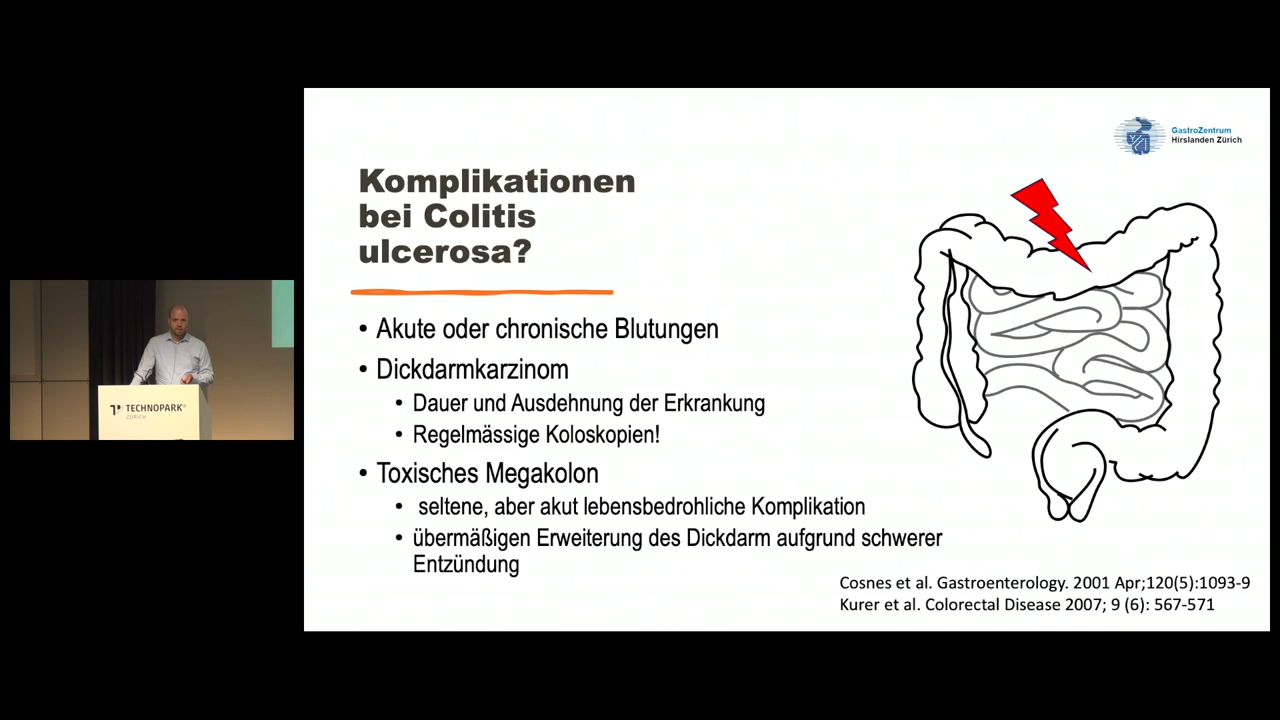 GastroZentrum
Hirslanden Zürich
Komplikationen
bei Colitis
ulcerosa?
• Akute oder chronische Blutungen
• Dickdarmkarzinom
• Dauer und Ausdehnung der Erkrankung
• Regelmässige Koloskopien!
• Toxisches Megakolon
• seltene, aber akut lebensbedrohliche Komplikation
• übermäßigen Erweiterung des Dickdarm aufgrund schwerer
Entzündung
Cosnes et al. Gastroenterology. 2001 Apr;120(5):1093-9
Kurer et al. Colorectal Disease 2007; 9 (6): 567-571
TECHNOPARK®
ZÜRICH